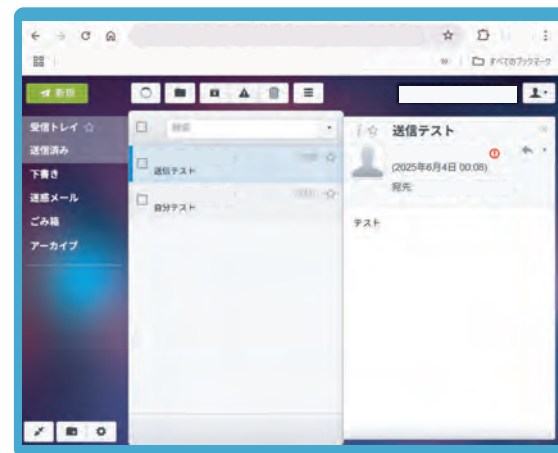 すべてのブックマーク
新規
受信トレイ
送信済み
下書き
迷惑メール
ごみ箱
アーカイブ
検索
送信テスト
自分テスト
送信テスト
(2025年6月4日 00:08)
宛先
テスト